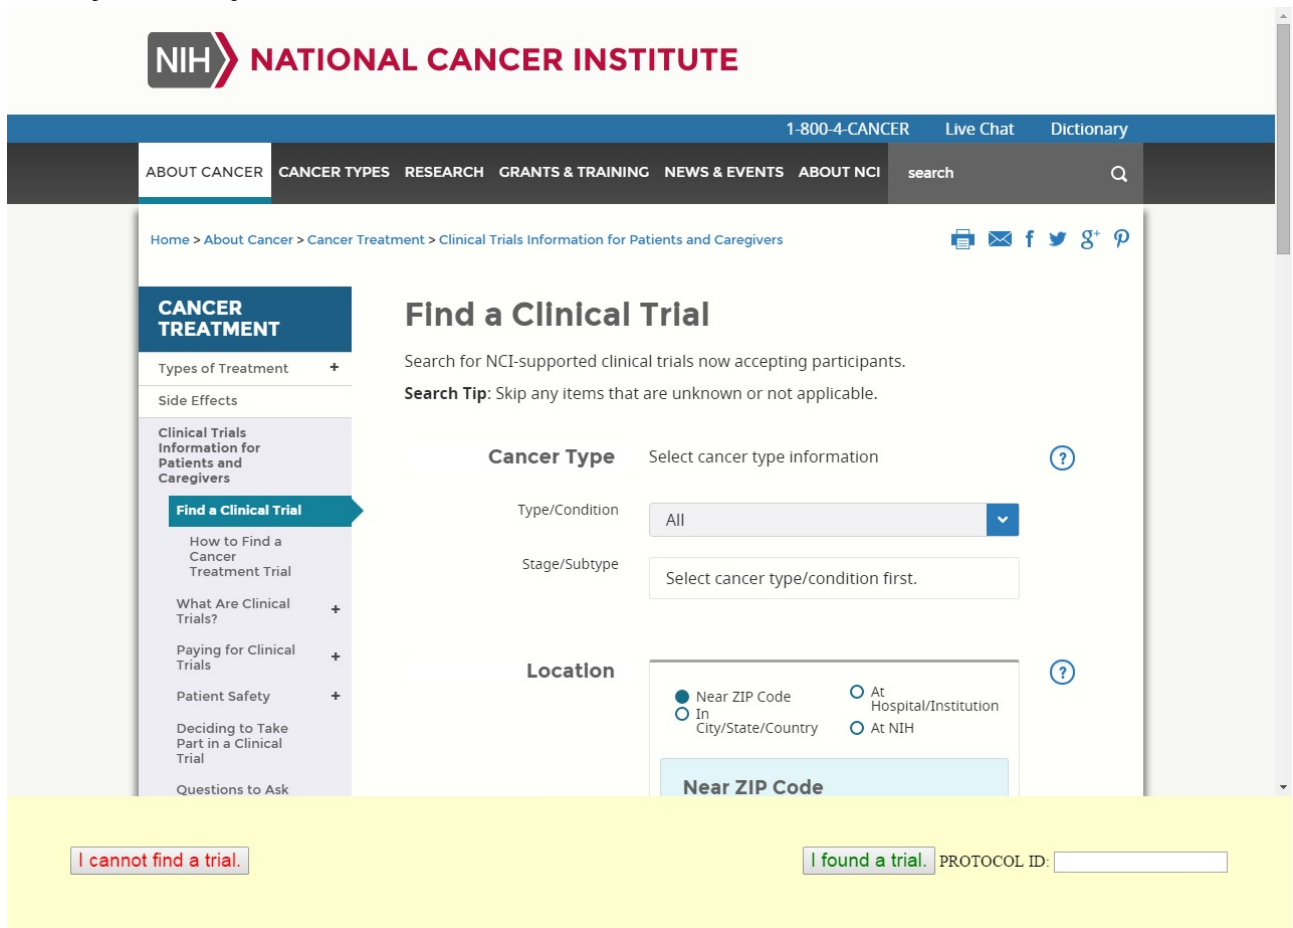 NIH NATIONAL CANCER INSTITUTE
1-800-4-CANCER Live Chat Dictionary
ABOUT CANCER CANCER TYPES RESEARCH GRANTS & TRAINING NEWS & EVENTS ABOUT NCI search
Home > About Cancer > Cancer Treatment > Clinical Trials Information for Patients and Caregivers
f g+
CANCER
TREATMENT
Types of Treatment +
Side Effects
Clinical Trials
Information for
Patients and
Caregivers
Find a Clinical Trial
How to Find a
Cancer
Treatment Trial
What Are Clinical
Trials?
+
Paying for Clinical
Trials
+
Patient Safety +
Deciding to Take
Part in a Clinical
Trial
Questions to Ask
Find a Clinical Trial
Search for NCI-supported clinical trials now accepting participants.
Search Tip: Skip any items that are unknown or not applicable.
Cancer Type Select cancer type information ?
Type/Condition All
Stage/Subtype Select cancer type/condition first.
Location ?
Near ZIP Code
In
City/State/Country
At
Hospital/Institution
At NIH
Near ZIP Code
I cannot find a trial.
I found a trial. PROTOCOL ID: